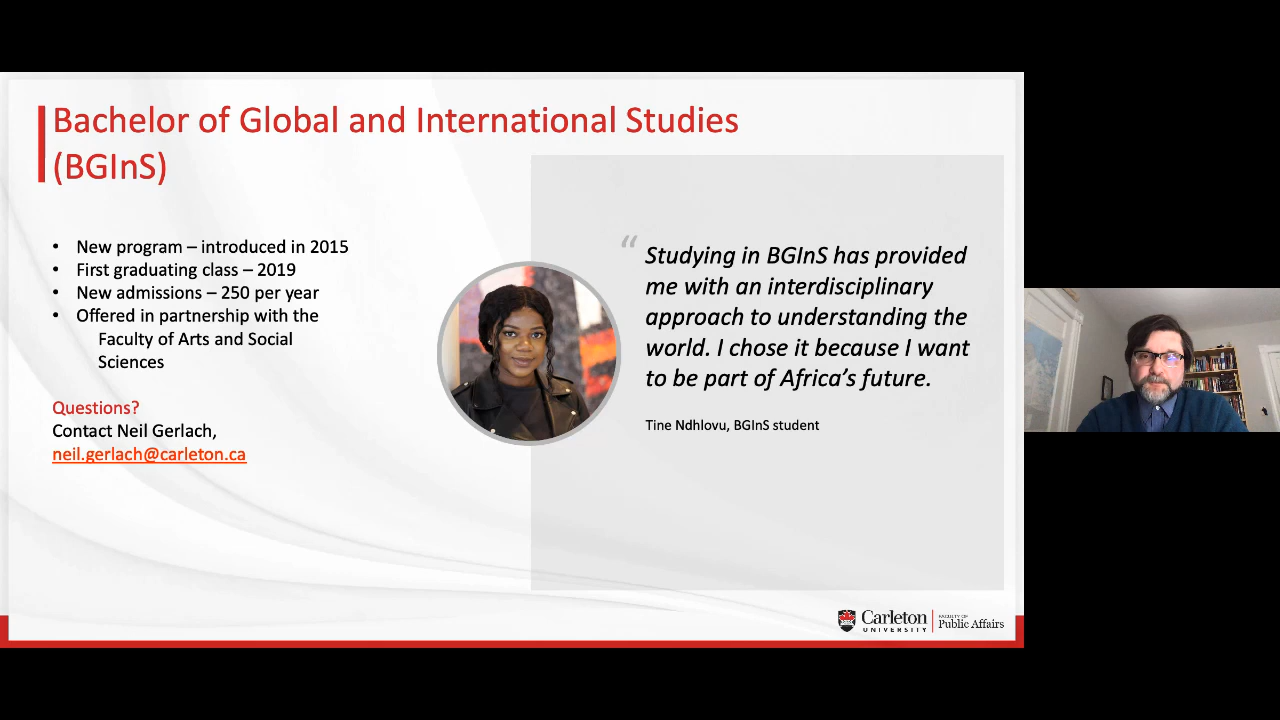 Bachelor of Global and International Studies
(BGInS)
• New program – introduced in 2015
• First graduating class – 2019
• New admissions – 250 per year
• Offered in partnership with the
Faculty of Arts and Social
Sciences
Questions?
Contact Neil Gerlach,
neil.gerlach@carleton.ca
“ Studying in BGInS has provided
me with an interdisciplinary
approach to understanding the
world. I chose it because I want
to be part of Africa’s future.
Tine Ndhlovu, BGInS student
Carleton
UNIVERSITY
FACULTY OF
Public Affairs